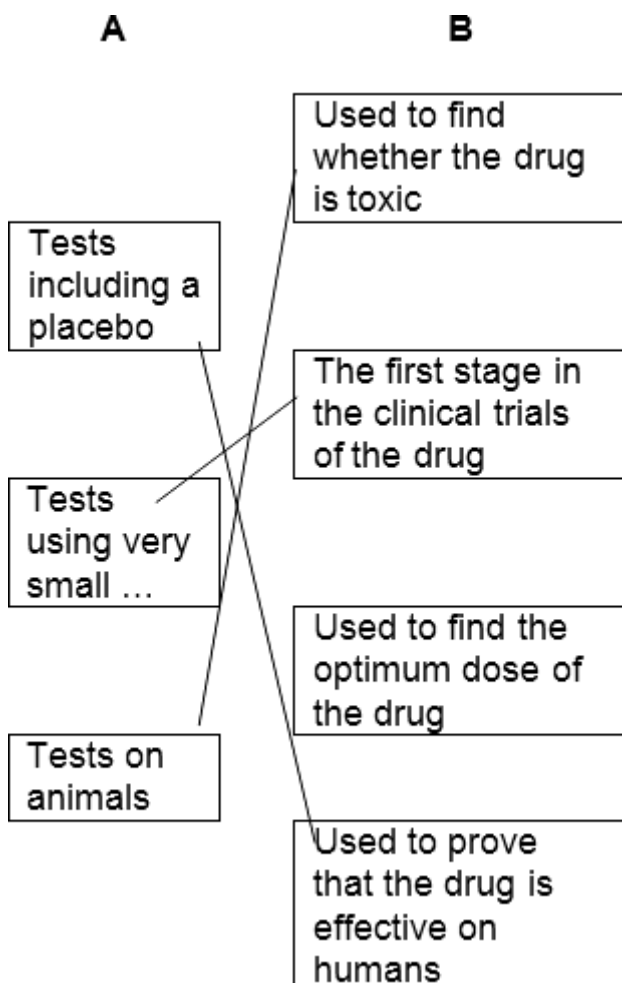 A
B
Used to find
whether the drug
is toxic
Tests
including a
placebo
The first stage in
the clinical trials
of the drug
Tests
using very
small …
Used to find the
optimum dose of
the drug
Tests on
animals
Used to prove
that the drug is
effective on
humans